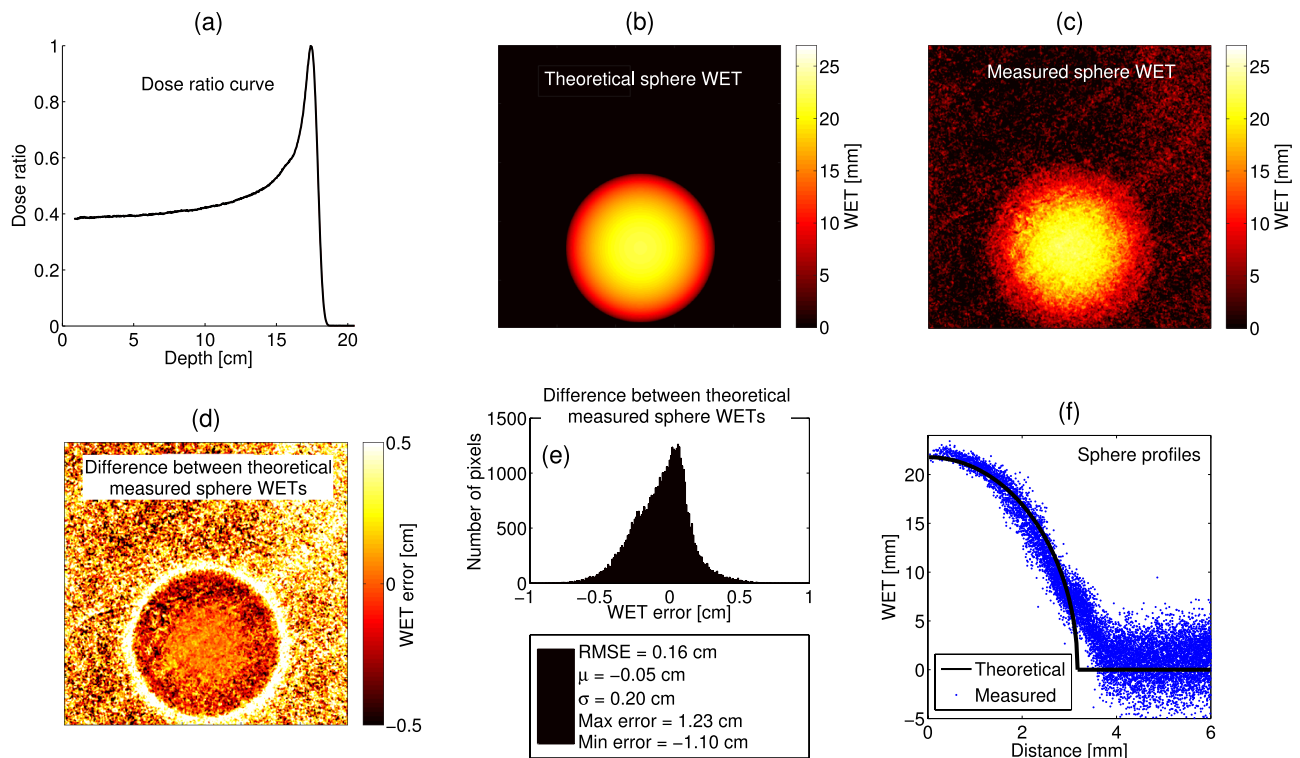 (a)
1
0.8
0.6
0.4
0.2
0
Dose ratio curve
Dose ratio
0 5 10 15 20
Depth [cm]
(b)
Theoretical sphere WET
25
20
15
10
5
0
WET [mm]
(c)
Measured sphere WET
25
20
15
10
5
0
WET [mm]
(d)
Difference between theoretical
measured sphere WETs
0.5
0
−0.5
WET error [cm]
Difference between theoretical
measured sphere WETs
(e)
1500
1000
500
0
Number of pixels
−1 −0.5 0 0.5 1
WET error [cm]
RMSE = 0.16 cm
μ = −0.05 cm
σ = 0.20 cm
Max error = 1.23 cm
Min error = −1.10 cm
(f)
Sphere profiles
20
15
10
5
0
−5
WET [mm]
Theoretical
Measured
0 2 4 6
Distance [mm]